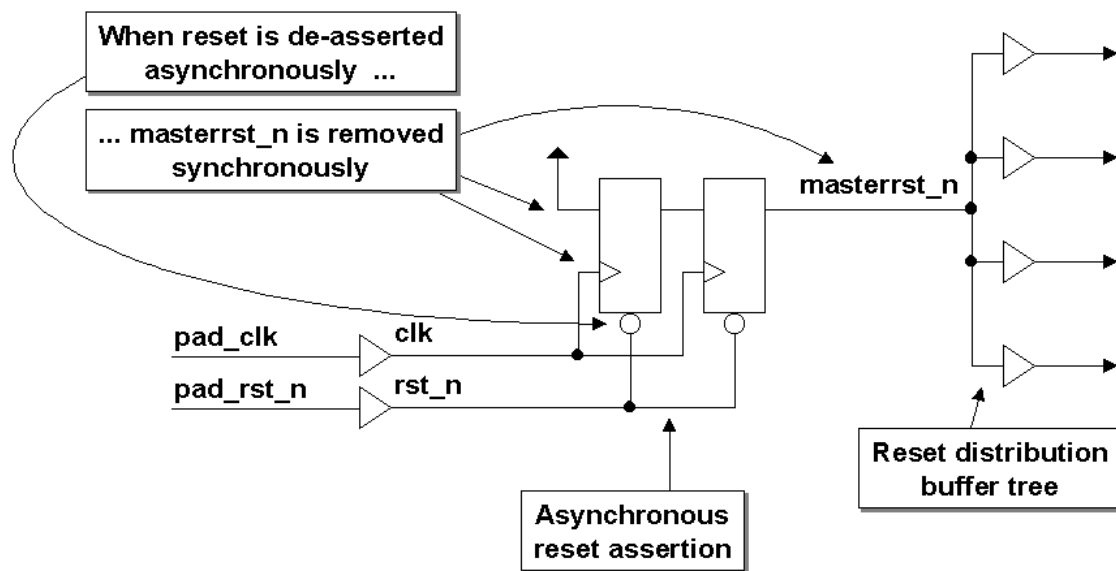 When reset is de-asserted
asynchronously ...
... masterrst_n is removed
synchronously
masterrst_n
pad_clk
clk
pad_rst_n
rst_n
Reset distribution
buffer tree
Asynchronous
reset assertion